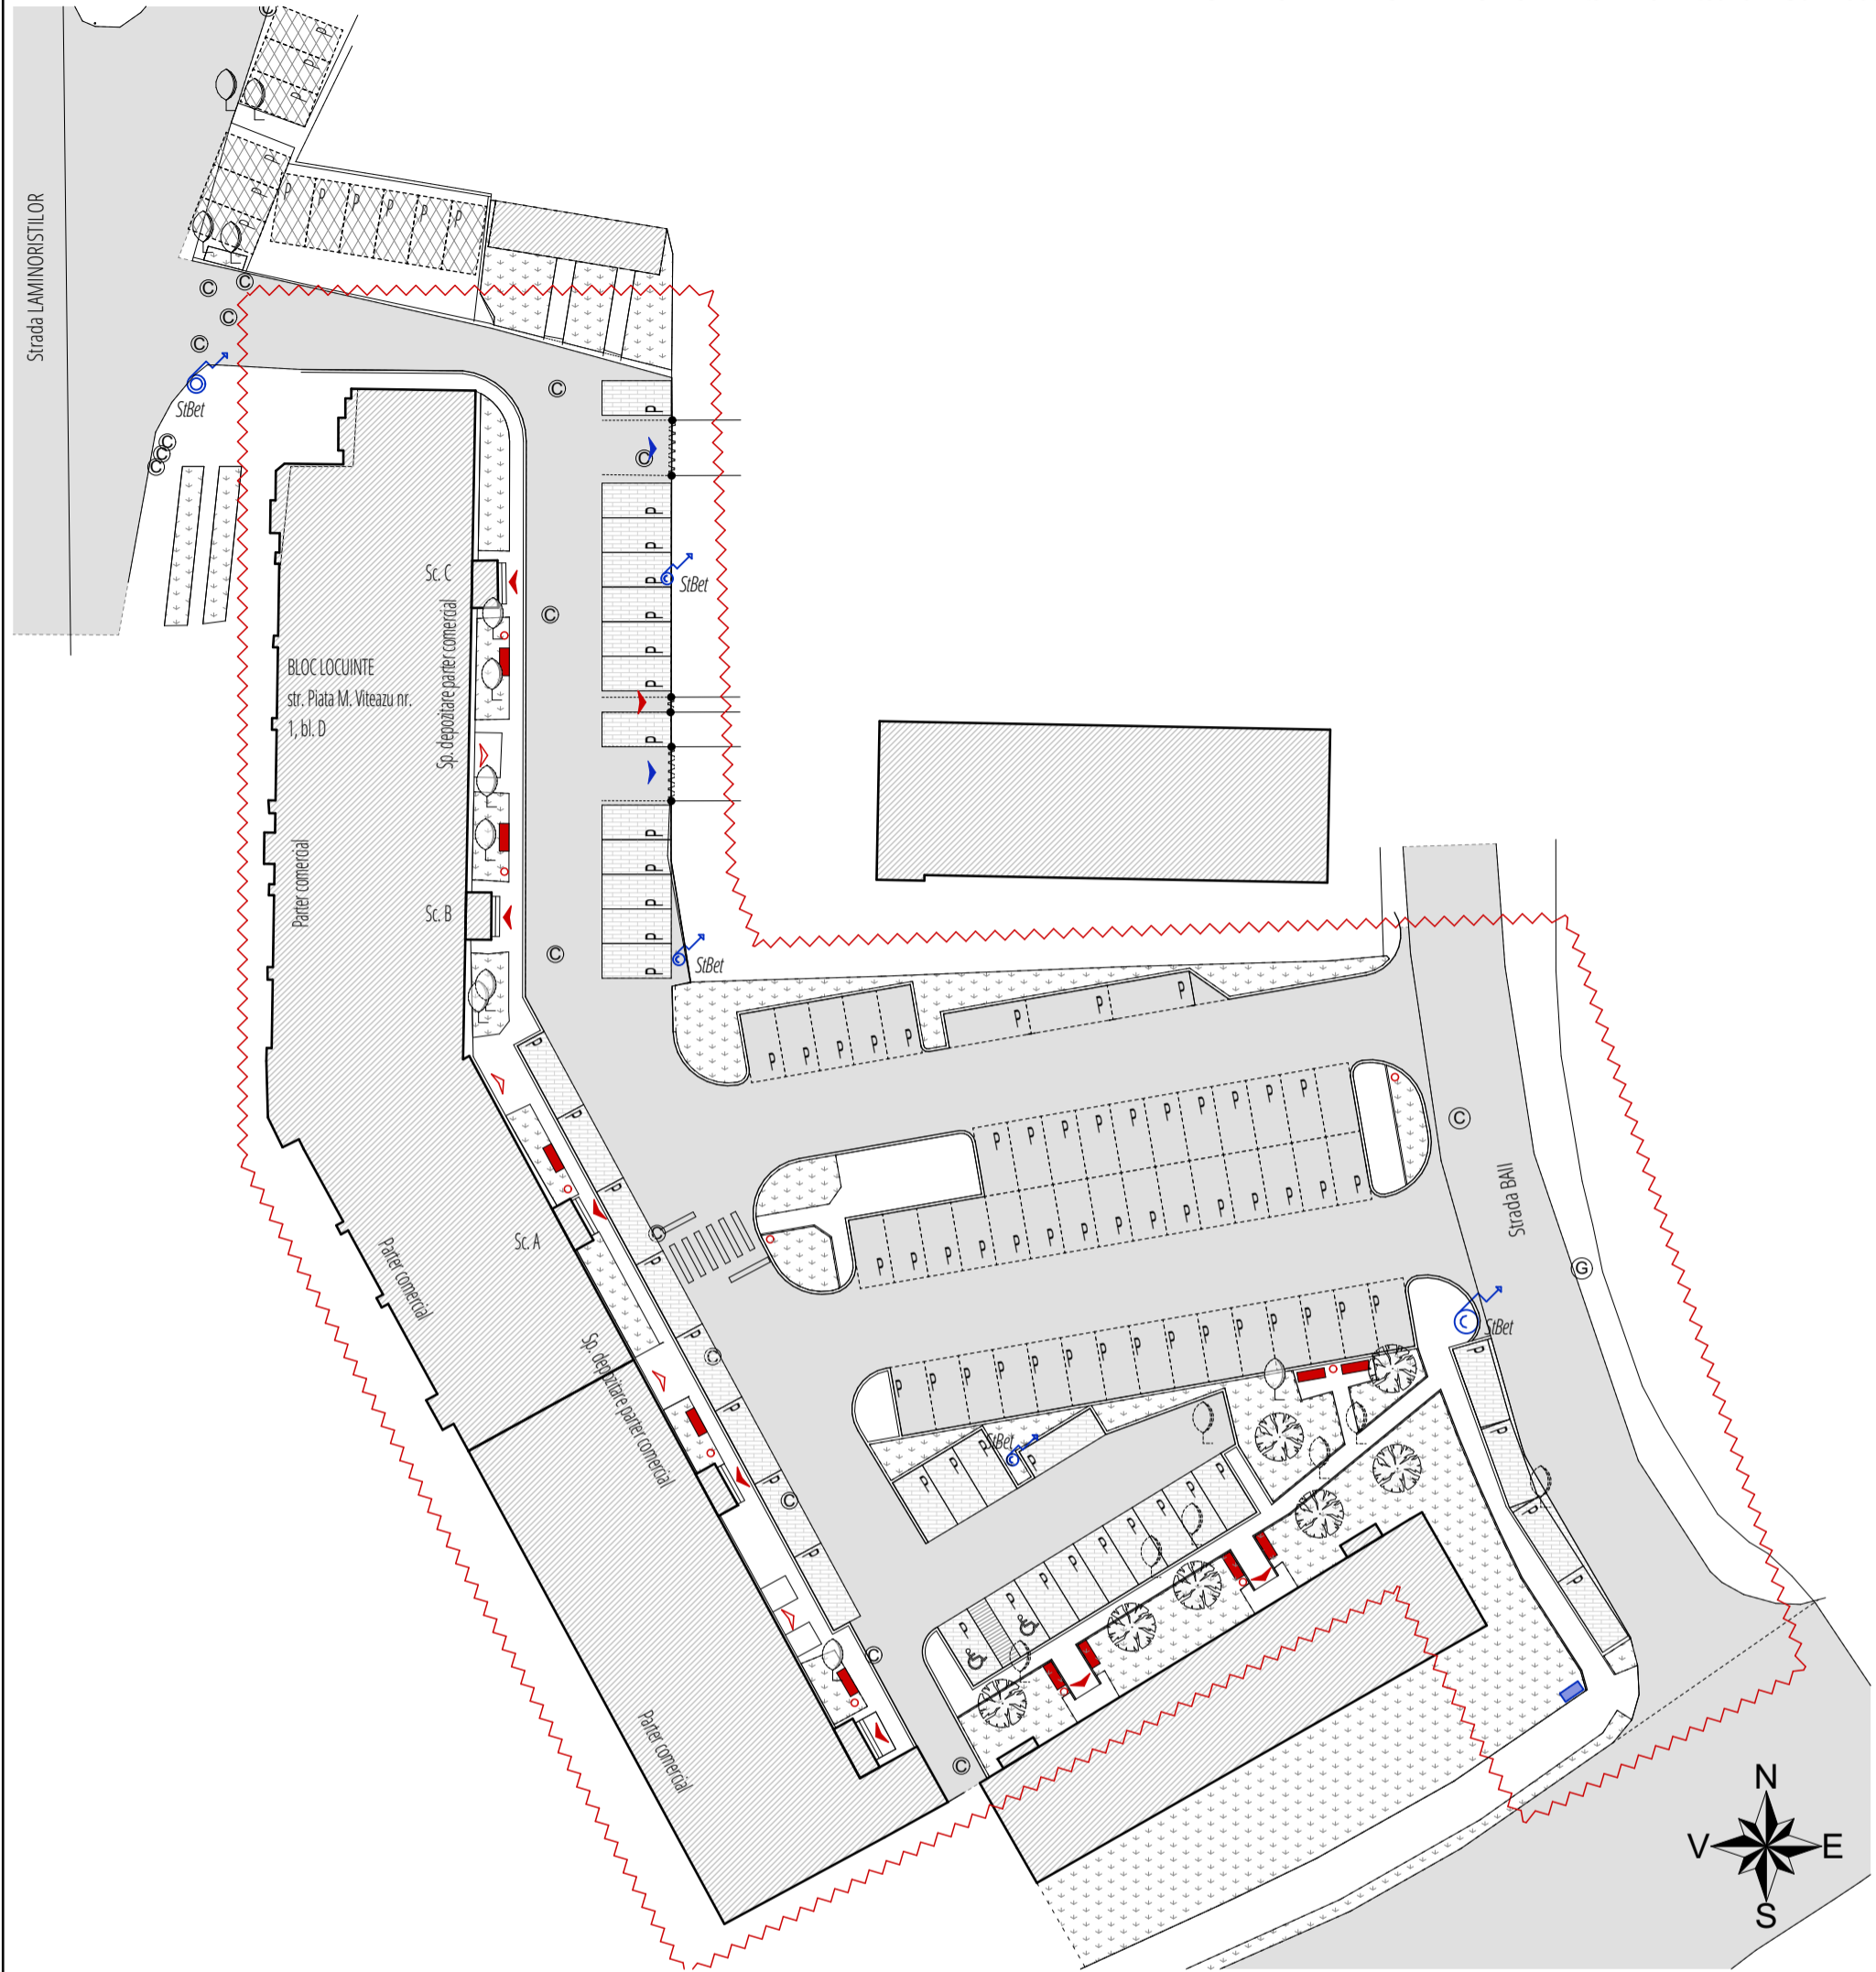 Strada LAMINORISTILOR
StBet
Sc. C
StBet
Sp. depozitare parter comercial
BLOC LOCUINTE
str. Piata M. Viteazu nr.
1, bl. D
Parter comercial
Sc. B
StBet
Sc. A
Parter comercial
Sp. depozitare parter comercial
Strada BAII
G
StBet
StBet
Parter comercial
N
V
E
S